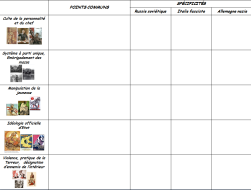 POINTS COMMUNS
SPÉCIFICITÉS
Russie soviétique
Italie fasciste
Allemagne nazie
Culte de la personnalité
et du chef
Système à parti unique,
Embrigadement des
masses
Manipulation de la
jeunesse
Idéologie officielle
d'Etat
Violence, pratique de la
Terreur, désignation
d'ennemis de l'intérieur